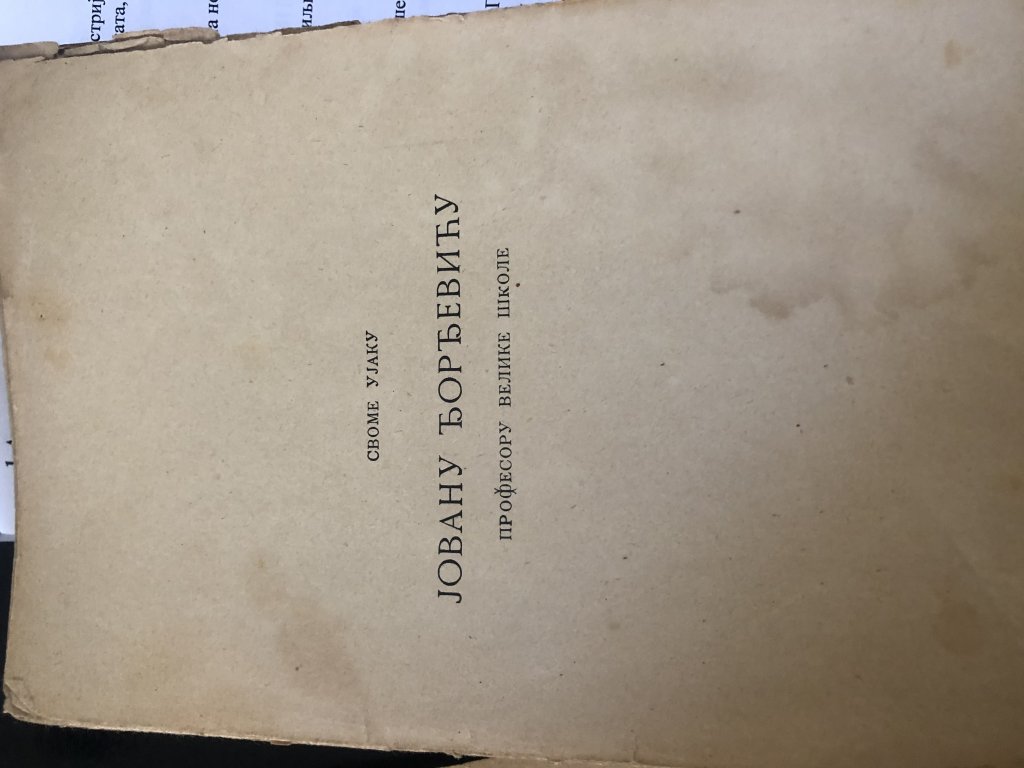 СВОМЕ УЈАКУ
ЈОВАНУ ЂОРЂЕВИЋУ
ПРОФЕСОРУ ВЕЛИКЕ ШКОЛЕ